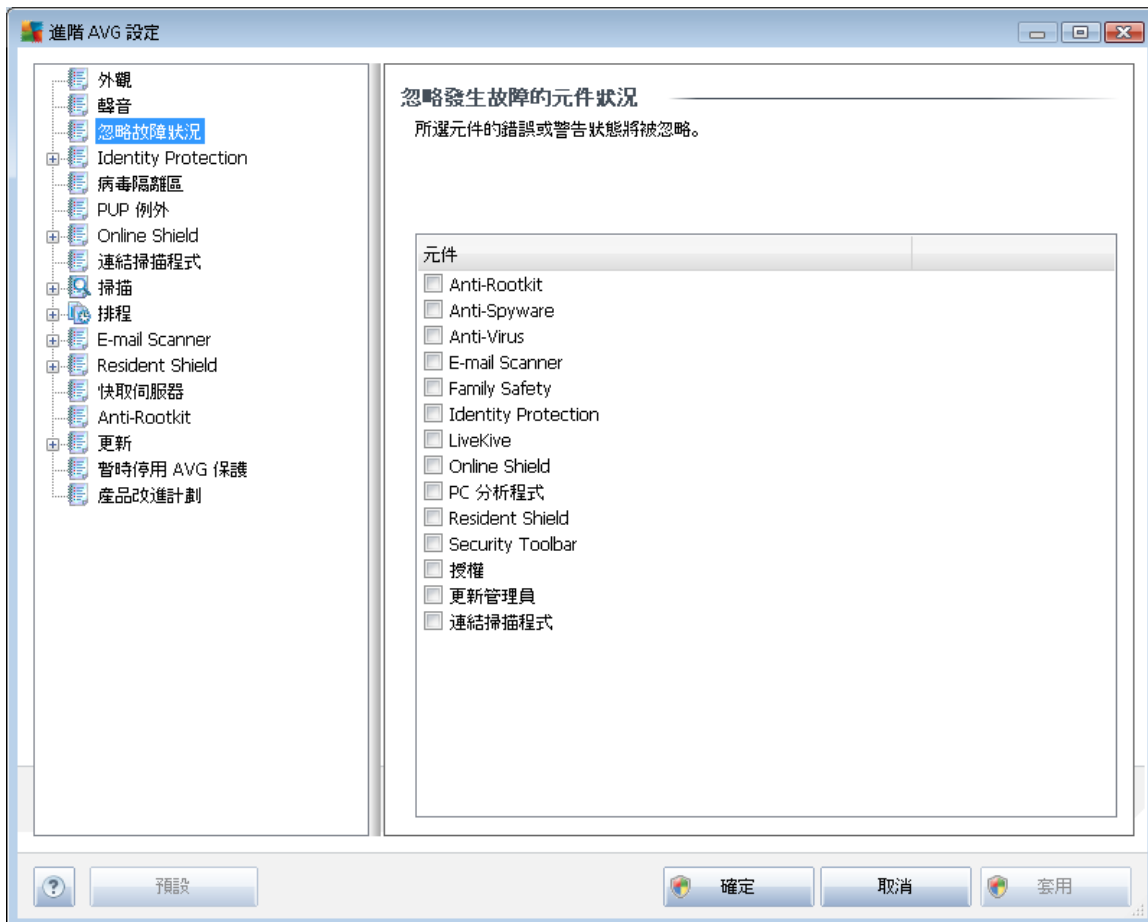 進階 AVG 設定
外觀
聲音
忽略故障狀況
Identity Protection
病毒隔離區
PUP 例外
Online Shield
連結掃描程式
掃描
排程
E-mail Scanner
Resident Shield
快取伺服器
Anti-Rootkit
更新
暫時停用 AVG 保護
產品改進計劃
忽略發生故障的元件狀況
所選元件的錯誤或警告狀態將被忽略。
元件
Anti-Rootkit
Anti-Spyware
Anti-Virus
E-mail Scanner
Family Safety
Identity Protection
LiveKive
Online Shield
PC 分析程式
Resident Shield
Security Toolbar
授權
更新管理員
連結掃描程式
?
預設
確定
取消
套用